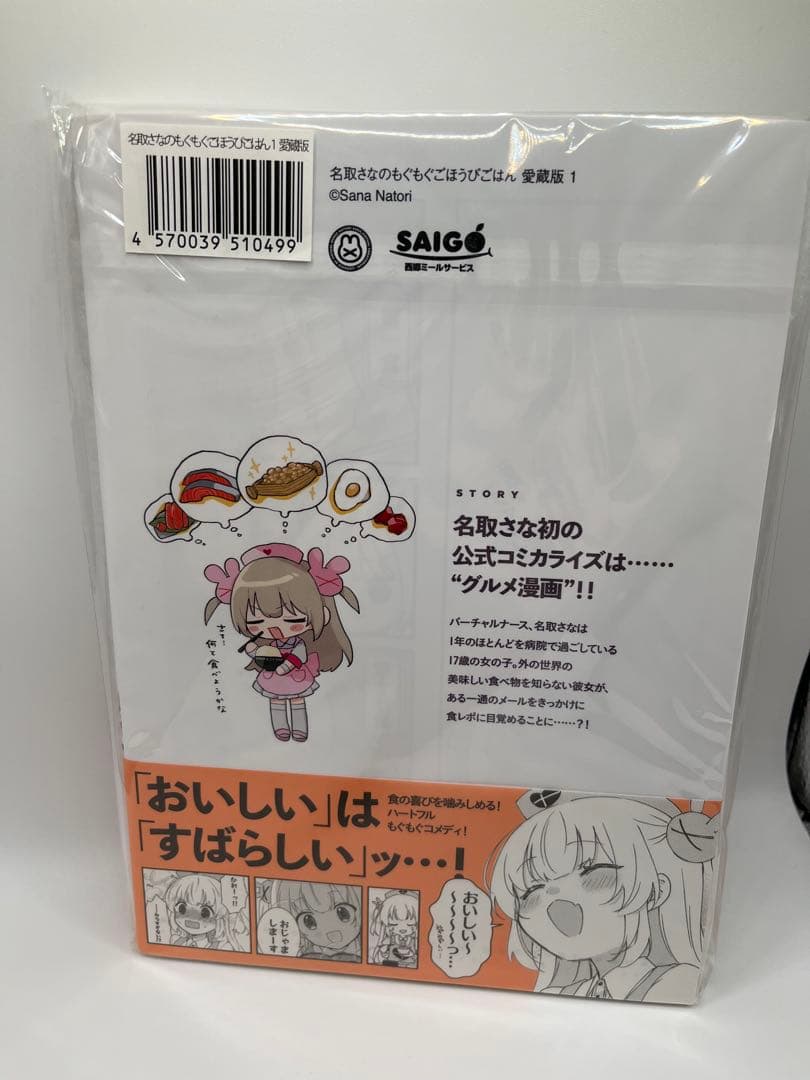 名取さなのもぐもぐごほうびごはん1 愛蔵版
4 570039 510499
名取さなのもぐもぐごほうびごはん 愛蔵版 1
©Sana Natori
SAIGO
西郷ミールサービス
さて…
何で食べようかな
STORY
名取さな初の
公式コミカライズは……
“グルメ漫画”!!
バーチャルナース、名取さなは
1年のほとんどを病院で過ごしている
17歳の女の子。外の世界の
美味しい食べ物を知らない彼女が、
ある一通のメールをきっかけに
食レポに目覚めることに……?!
「おいしい」は
「すばらしい」ッ…!
食の喜びを噛みしめる!
ハートフル
もぐもぐコメディ!
おじゃま
しまーす
おいしい〜
〜〜〜〜っ…